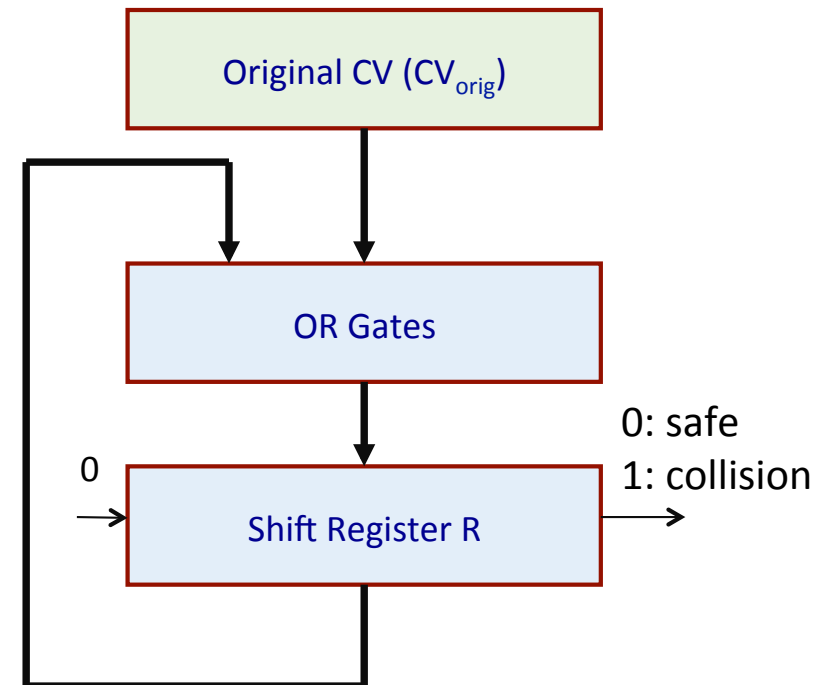 Original CV (CVorig)
OR Gates
0: safe
1: collision
0
Shift Register R